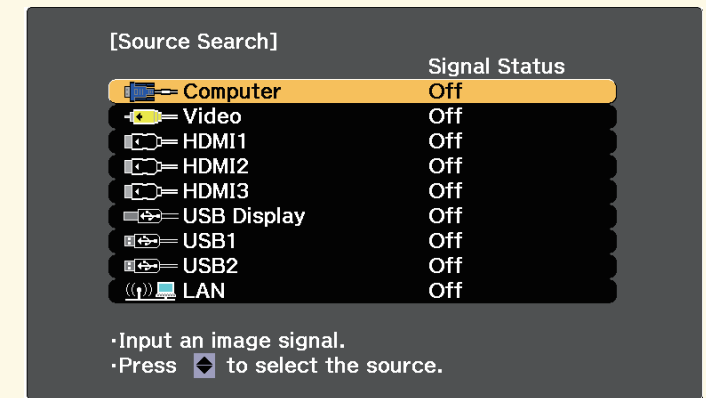 [Source Search]
Signal Status
Computer Off
Video Off
HDMI1 Off
HDMI2 Off
HDMI3 Off
USB Display Off
USB1 Off
USB2 Off
LAN Off
·Input an image signal.
·Press to select the source.